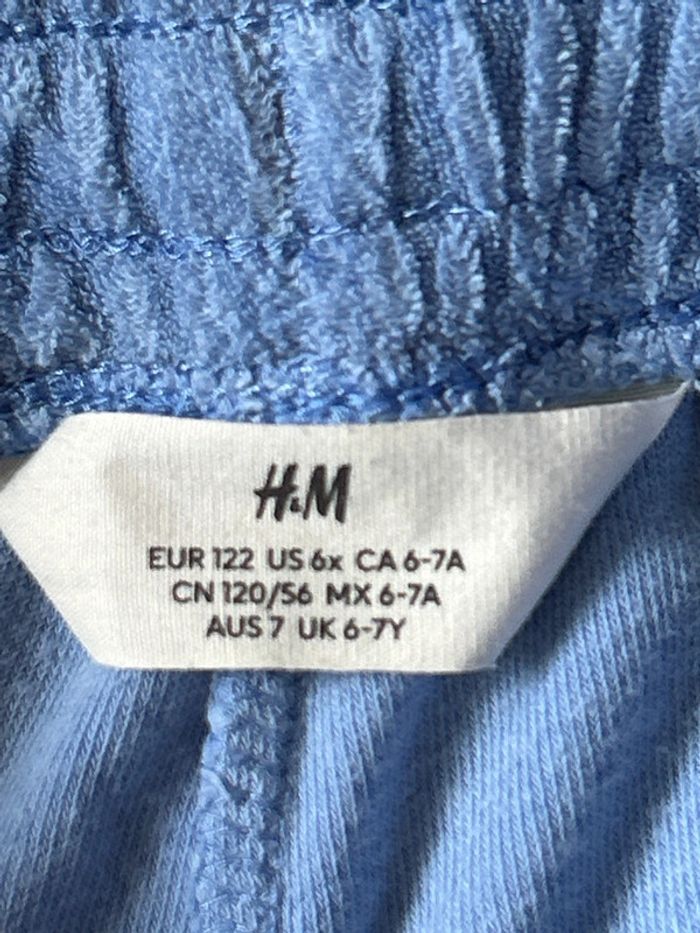 H&M
EUR 122 US 6x CA 6-7A
CN 120/56 MX 6-7A
AUS 7 UK 6-7Y